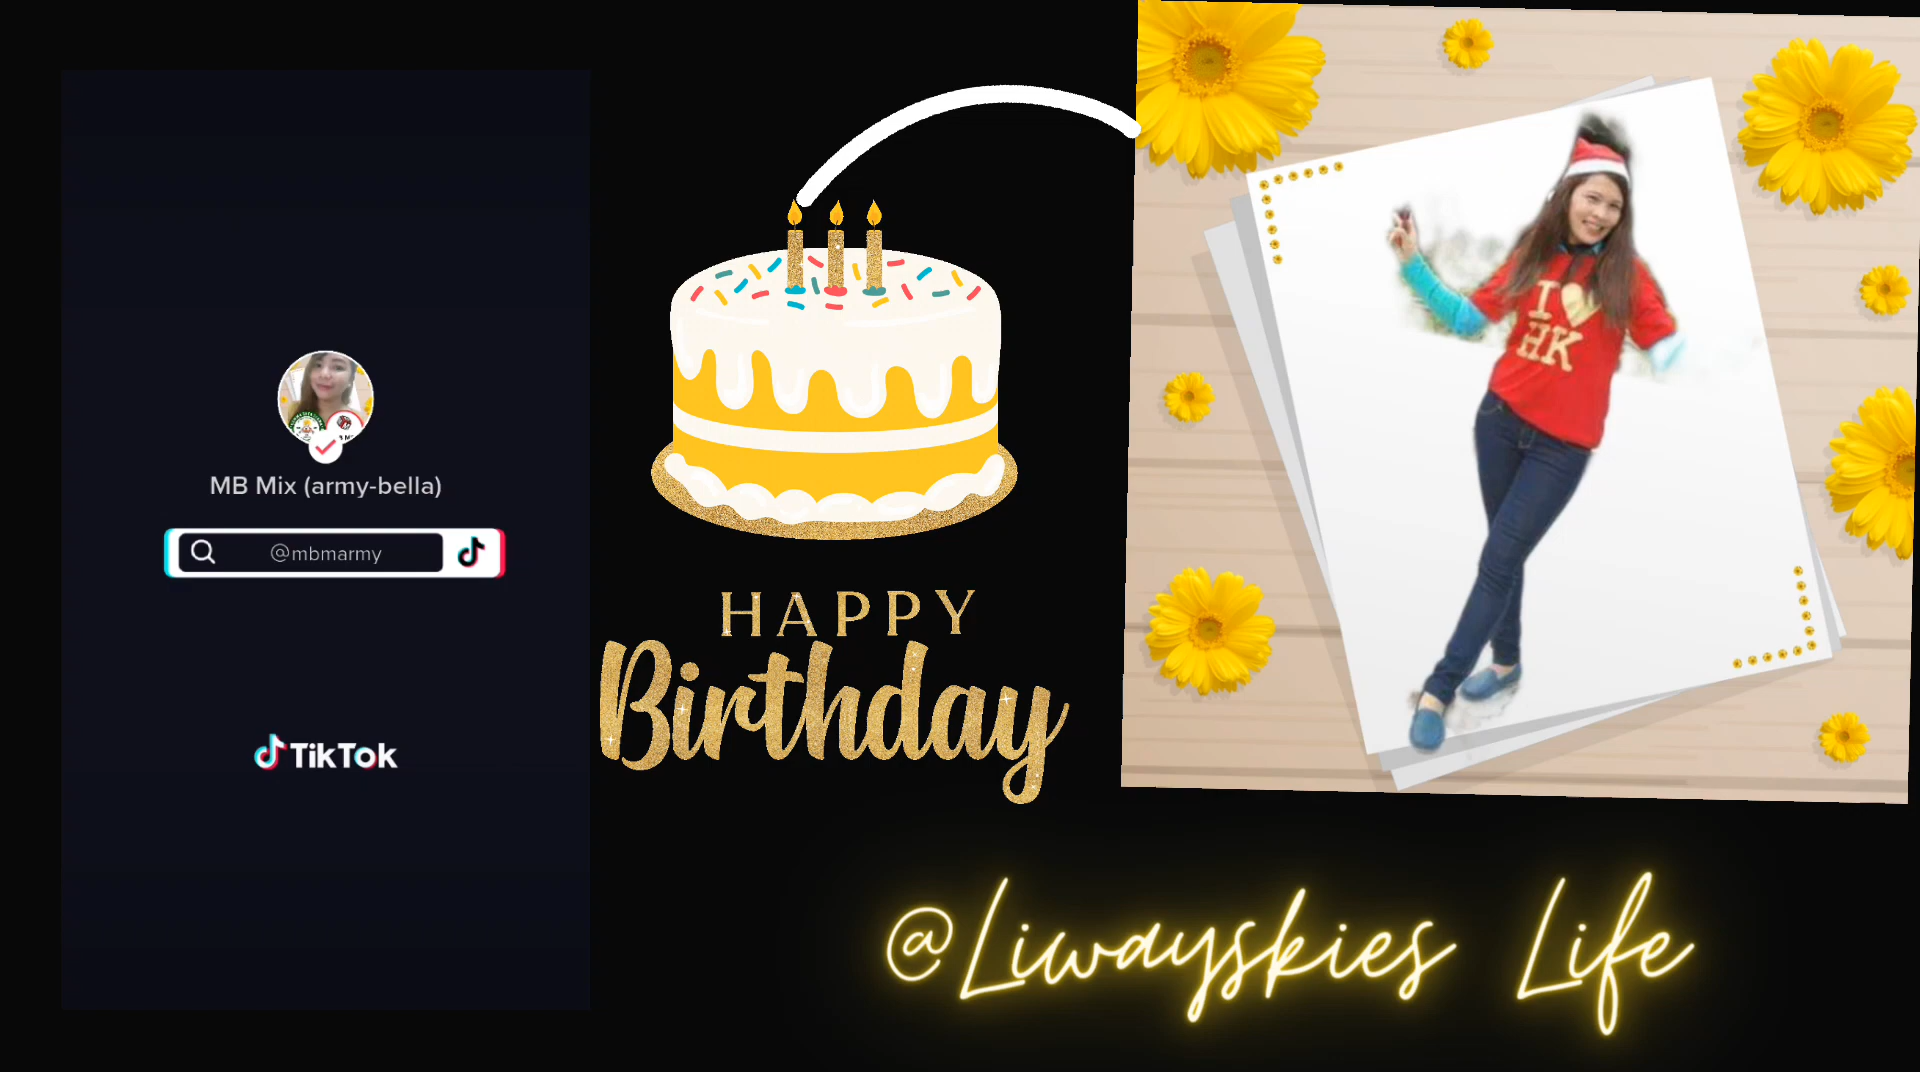 MB Mix (army-bella)
@mbmarmy
TikTok
HAPPY
Birthday
I
HK
@Liwayskies Life